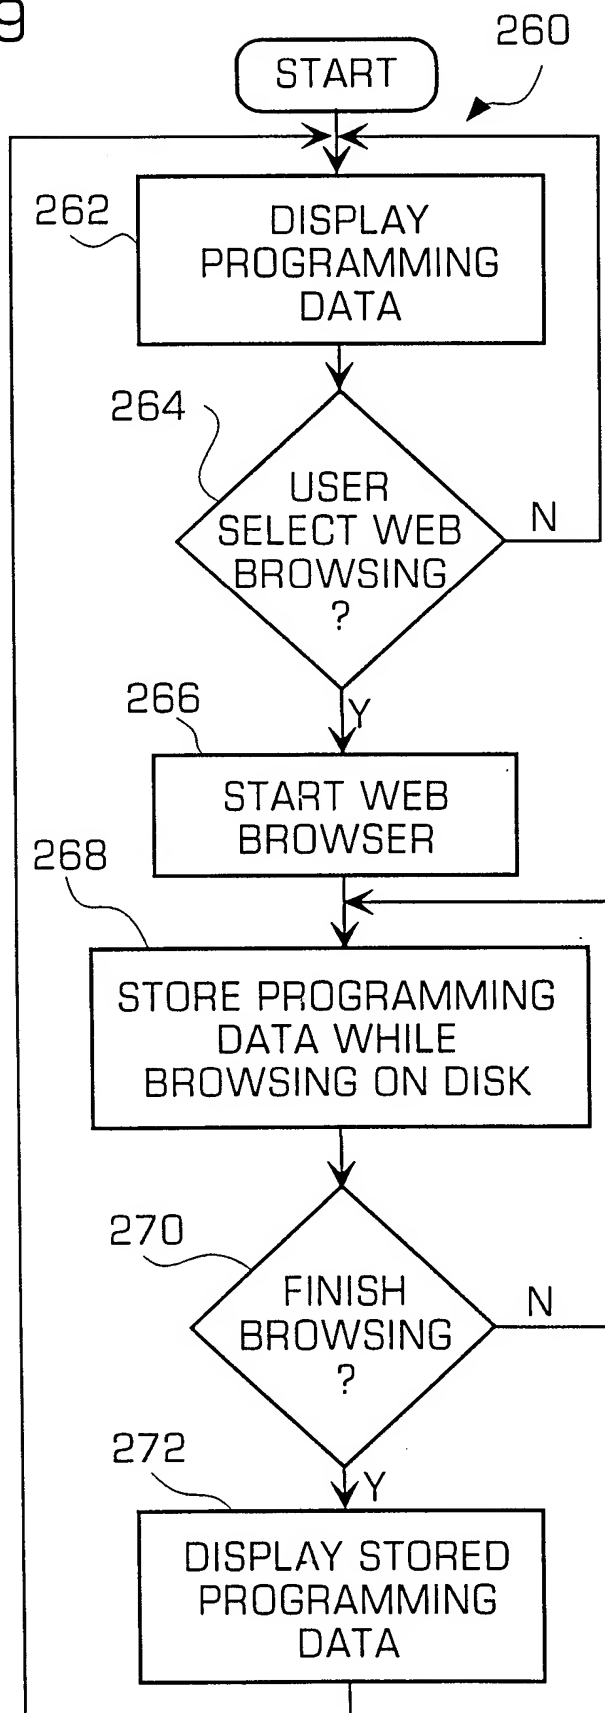 9
260
START
262
DISPLAY
PROGRAMMING
DATA
264
USER
SELECT WEB
BROWSING
?
N
Y
266
START WEB
BROWSER
268
STORE PROGRAMMING
DATA WHILE
BROWSING ON DISK
270
FINISH
BROWSING
?
N
Y
272
DISPLAY STORED
PROGRAMMING
DATA